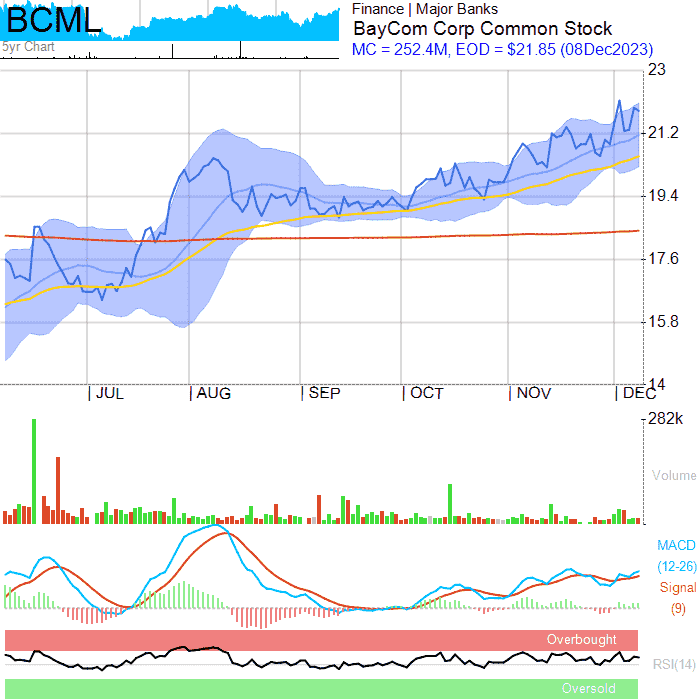 BCML
5yr Chart
Finance | Major Banks
BayCom Corp Common Stock
MC = 252.4M, EOD = $21.85 (08Dec2023)
23
21.2
19.4
17.6
15.8
14
JUL AUG SEP OCT NOV DEC
282k
Volume
MACD
(12-26)
Signal
(9)
Overbought
RSI(14)
Oversold